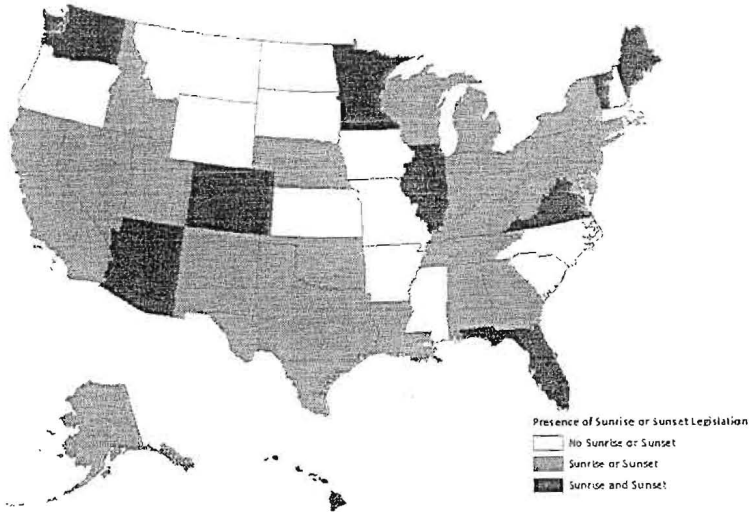 Presence of Sunrise or Sunset Legislation
No Sunrise or Sunset
Sunrise or Sunset
Sunrise and Sunset